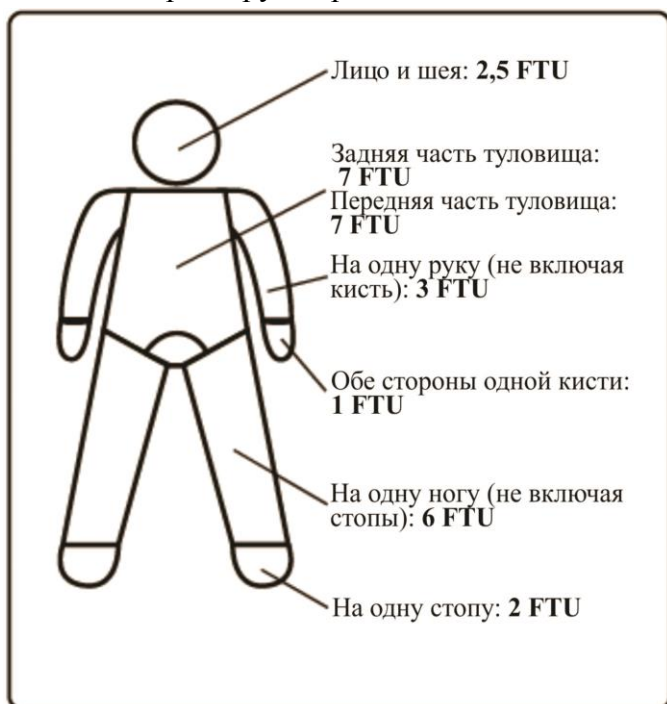 Лицо и шея: 2,5 FTU
Задняя часть туловища:
7 FTU
Передняя часть туловища:
7 FTU
На одну руку (не включая
кисть): 3 FTU
Обе стороны одной кисти:
1 FTU
На одну ногу (не включая
стопы): 6 FTU
На одну стопу: 2 FTU